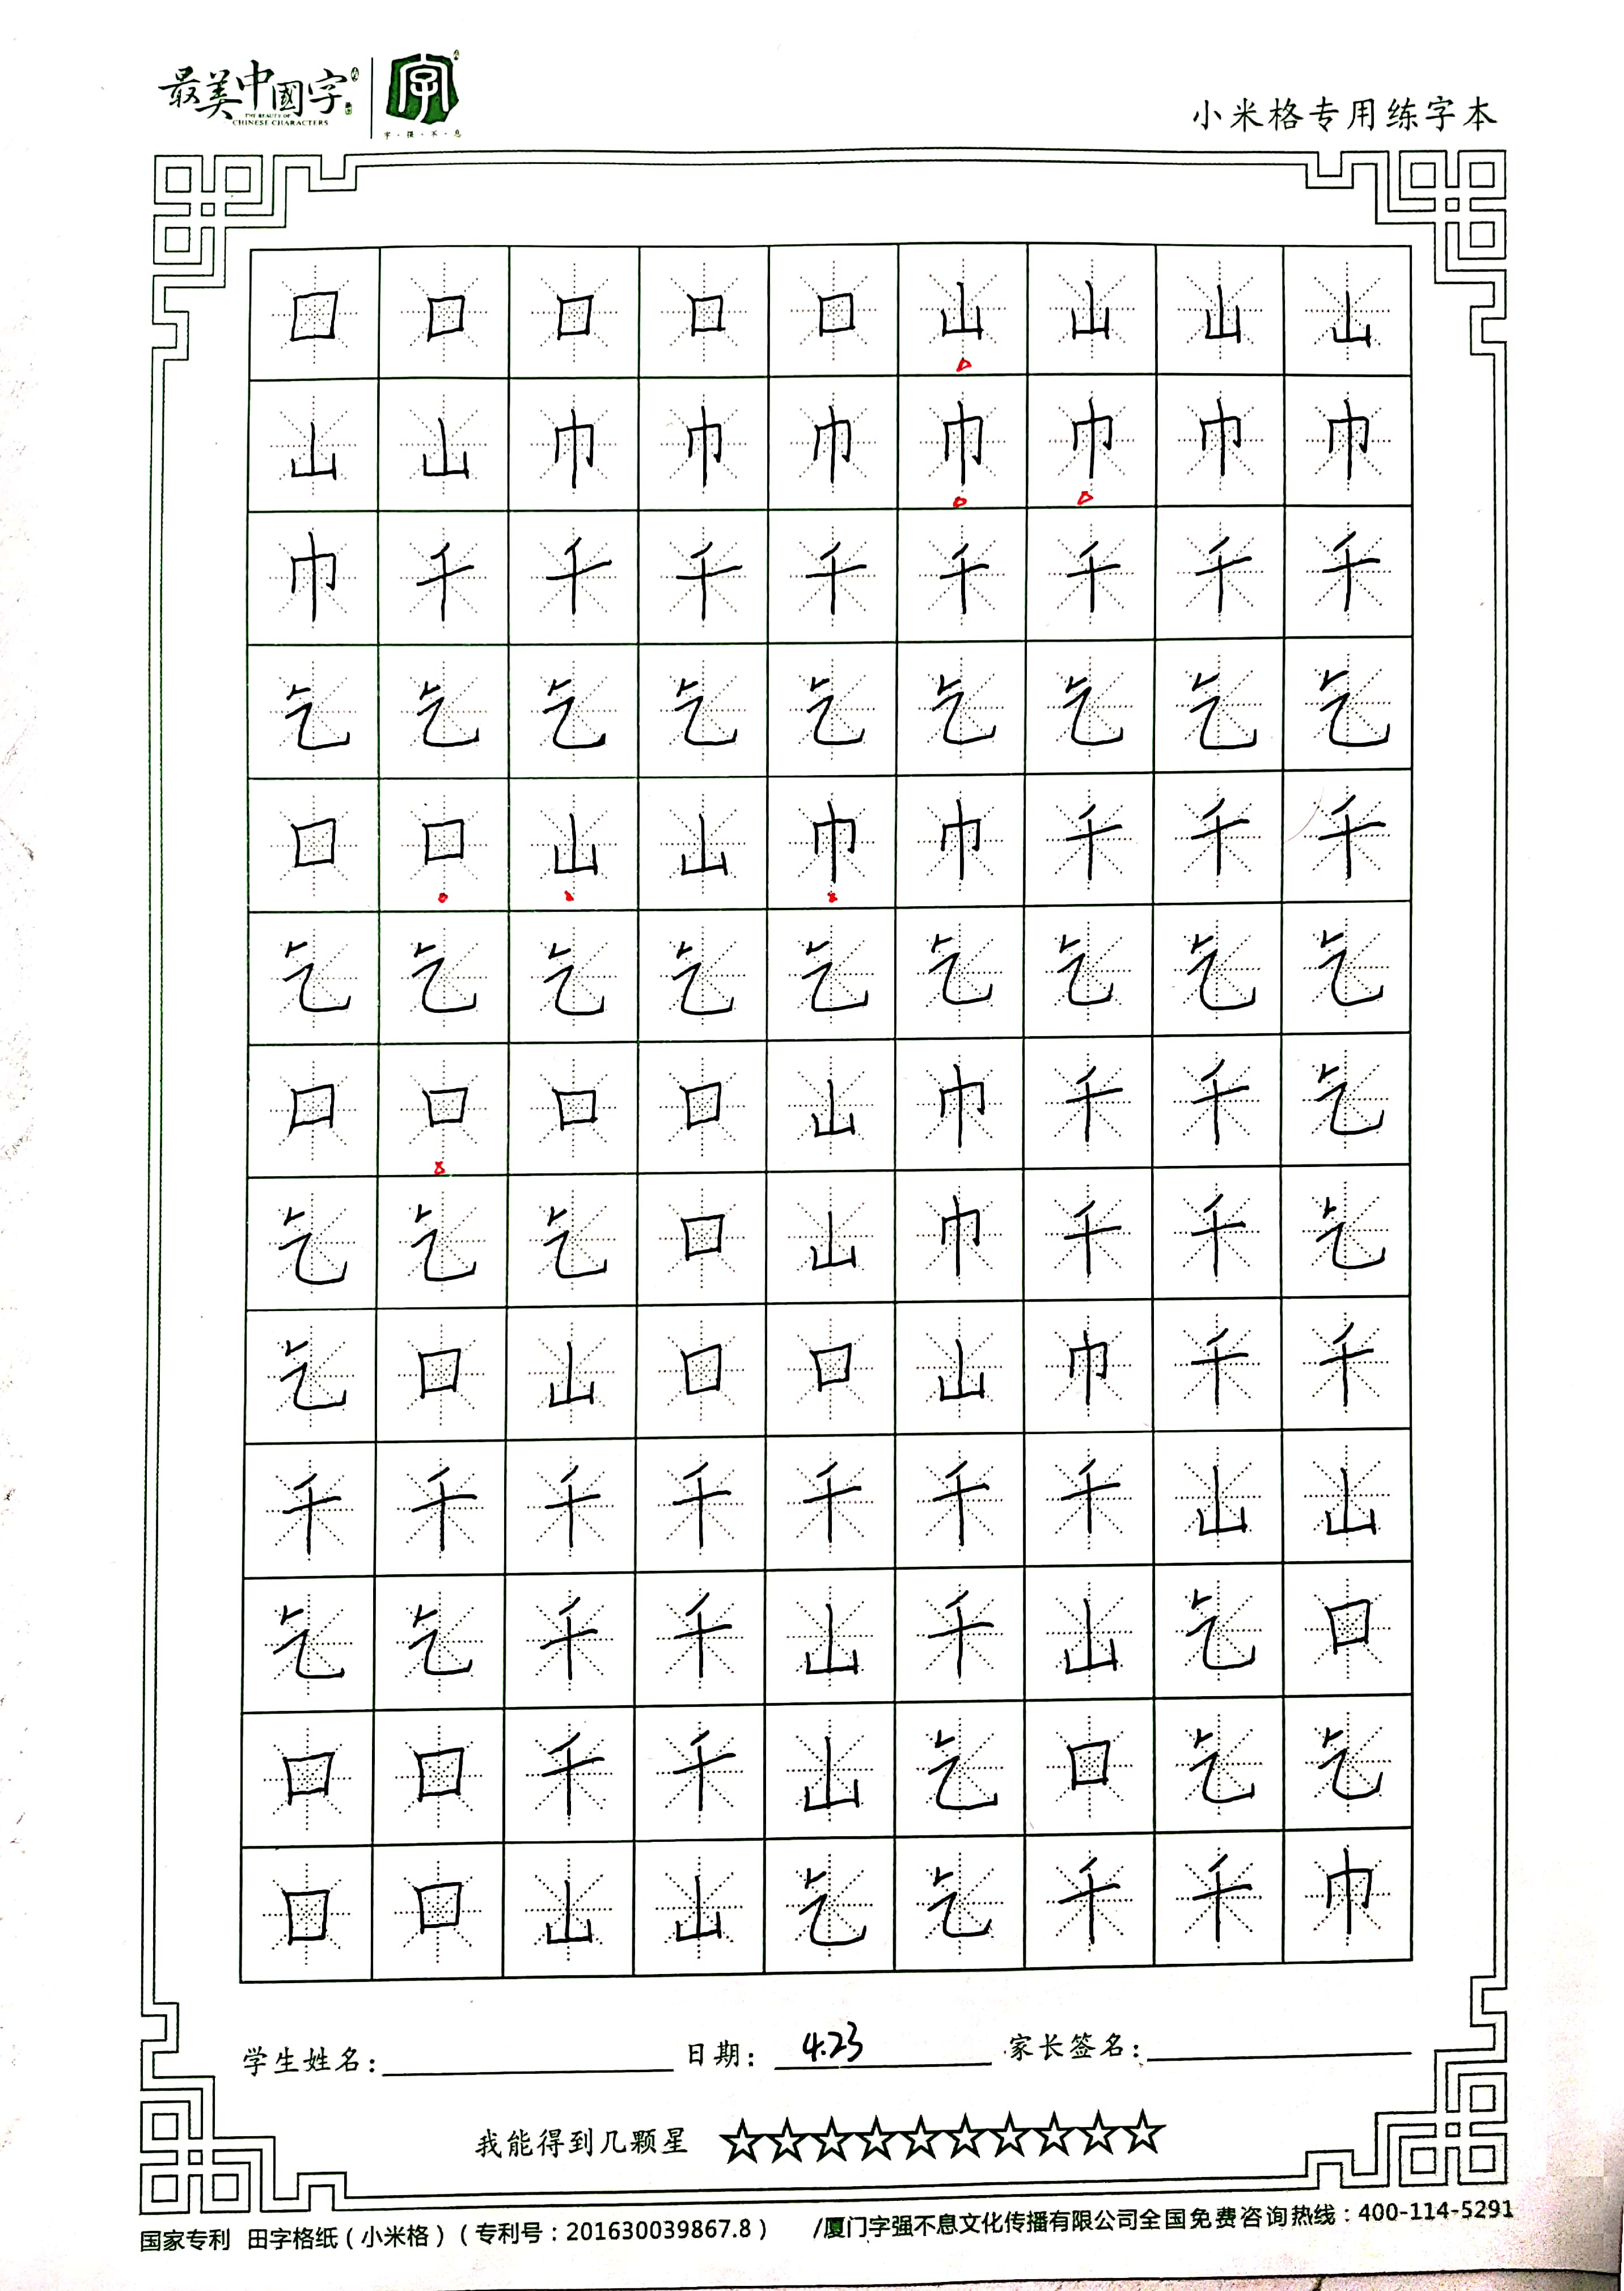 最美中國字
THE BEAUTY OF
CHINESE CHARACTERS
字
字·强·不·息
小米格专用练字本
口口口口口山山山山
山山巾巾巾巾巾巾巾
巾千千千千千千千千
乞乞乞乞乞乞乞乞乞
口口山山巾巾千千千
乞乞乞乞乞乞乞乞乞
口口口口山巾千千乞
乞乞乞口山巾千千乞
乞口山口口山巾千千
千千千千千千千山山
乞乞千千山千山乞口
口口千千山乞口乞乞
口口山山乞乞千千巾
学生姓名: 日期: 4.23 家长签名:
我能得到几颗星 ☆☆☆☆☆☆☆☆☆☆
国家专利 田字格纸(小米格)(专利号:201630039867.8) /厦门字强不息文化传播有限公司全国免费咨询热线:400-114-5291